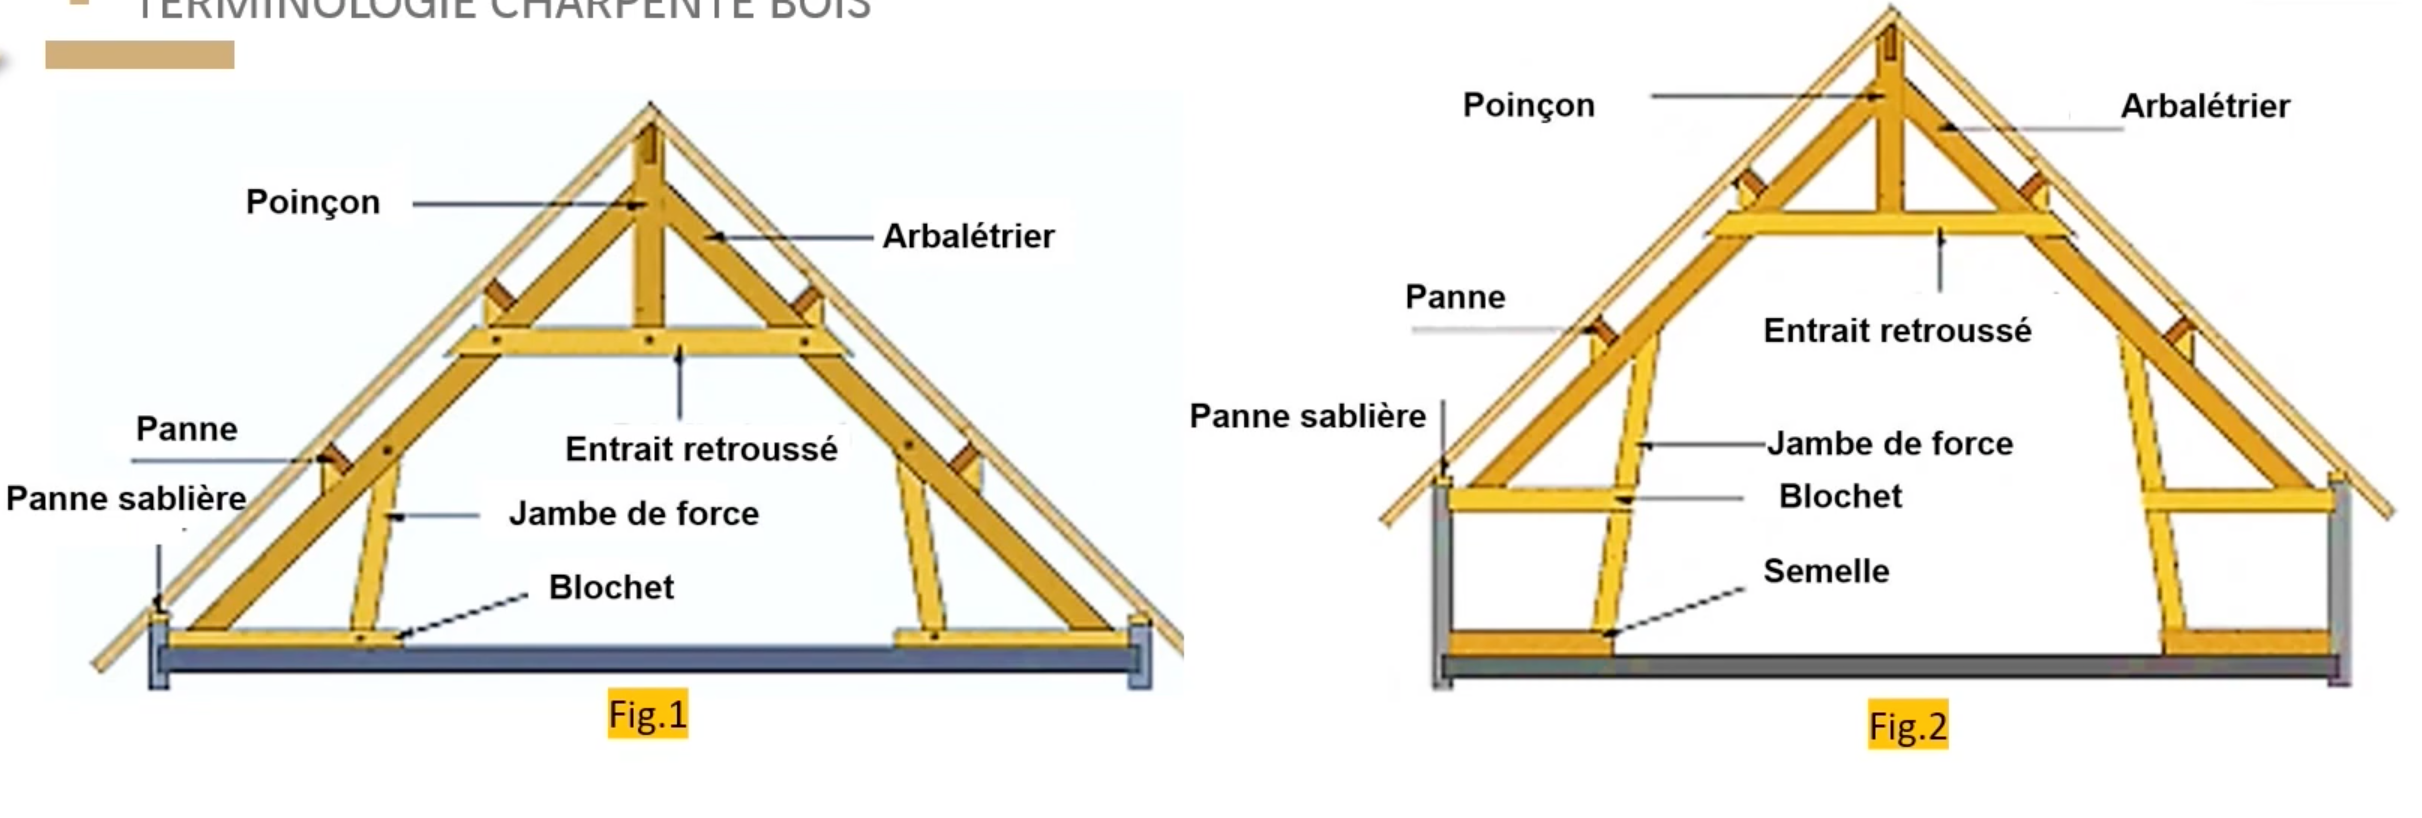 TERMINOLOGIE CHARPENTE BOIS
Poinçon
Arbalétrier
Panne
Panne sablière
Entrait retroussé
Jambe de force
Blochet
Fig.1
Poinçon
Arbalétrier
Panne
Entrait retroussé
Panne sablière
Jambe de force
Blochet
Semelle
Fig.2